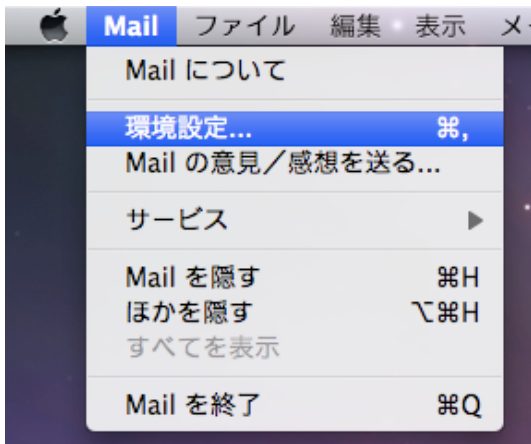 Mail ファイル 編集 表示 メ
Mail について
環境設定... ⌘,
Mail の意見／感想を送る...
サービス ▶
Mail を隠す ⌘H
ほかを隠す ⌥⌘H
すべてを表示
Mail を終了 ⌘Q